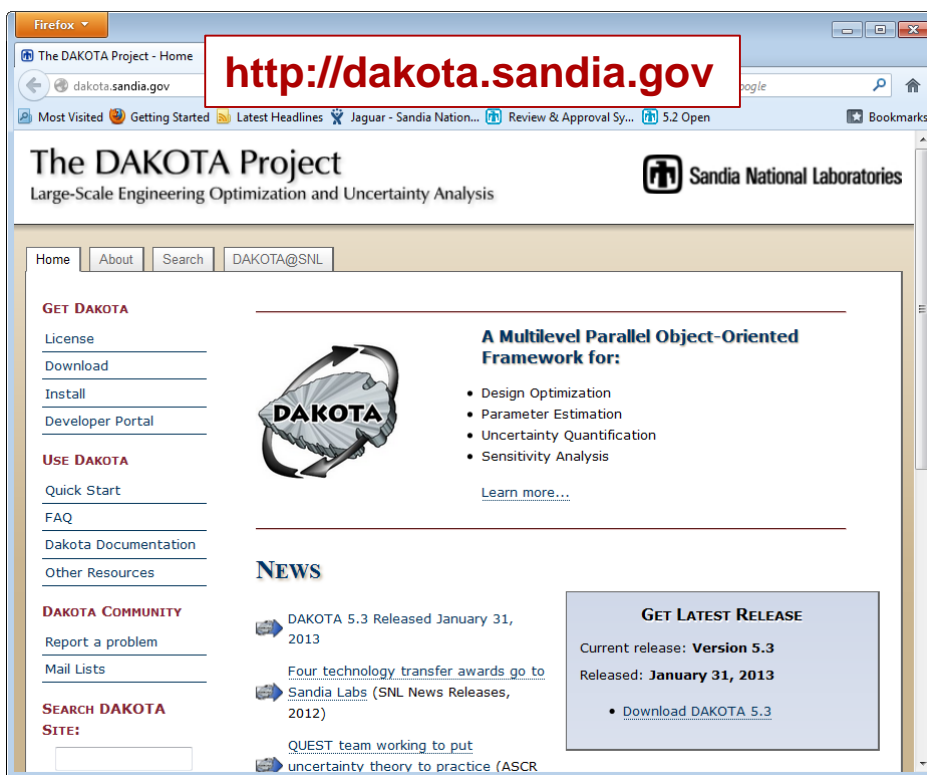 Firefox
The DAKOTA Project - Home
http://dakota.sandia.gov
dakota.sandia.gov
oogle
Most Visited Getting Started Latest Headlines Jaguar - Sandia Nation... Review & Approval Sy... 5.2 Open Bookmarks
The DAKOTA Project
Large-Scale Engineering Optimization and Uncertainty Analysis
Sandia National Laboratories
Home About Search DAKOTA@SNL
GET DAKOTA
License
Download
Install
Developer Portal
USE DAKOTA
Quick Start
FAQ
Dakota Documentation
Other Resources
DAKOTA COMMUNITY
Report a problem
Mail Lists
SEARCH DAKOTA
SITE:
DAKOTA
A Multilevel Parallel Object-Oriented
Framework for:
• Design Optimization
• Parameter Estimation
• Uncertainty Quantification
• Sensitivity Analysis
Learn more...
NEWS
DAKOTA 5.3 Released January 31,
2013
Four technology transfer awards go to
Sandia Labs (SNL News Releases,
2012)
QUEST team working to put
uncertainty theory to practice (ASCR
GET LATEST RELEASE
Current release: Version 5.3
Released: January 31, 2013
• Download DAKOTA 5.3